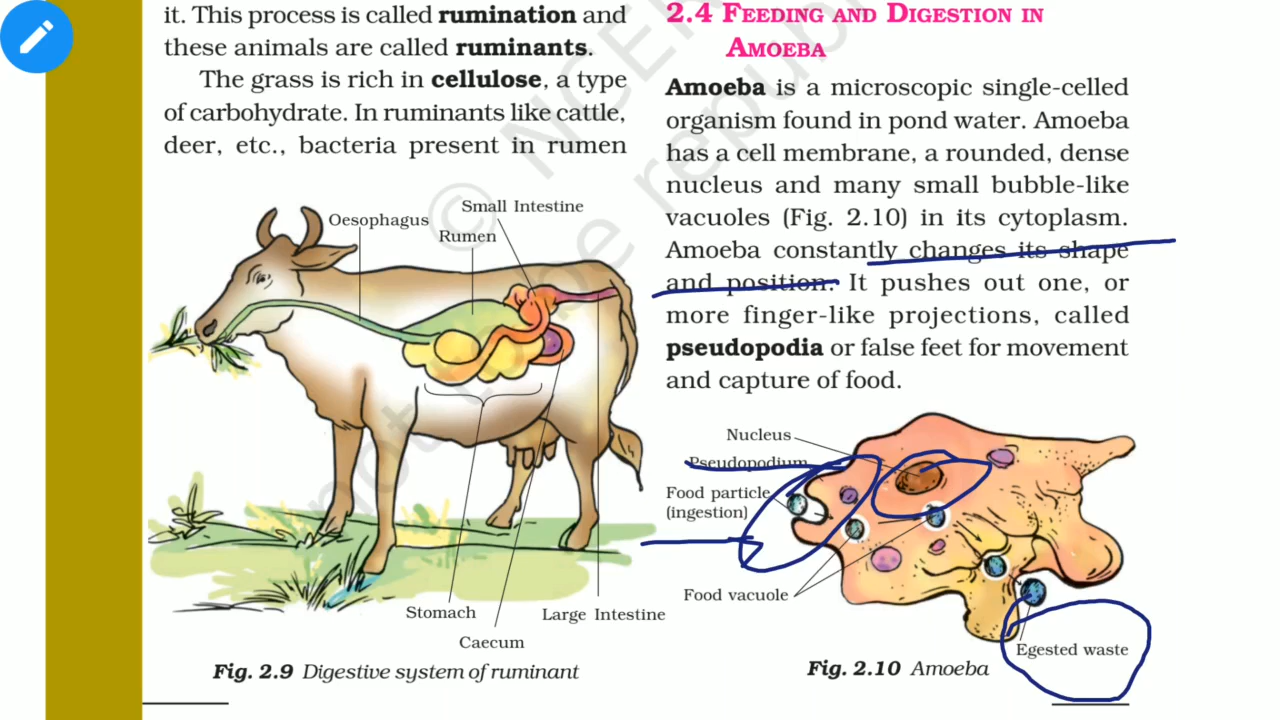 it. This process is called rumination and
these animals are called ruminants.
The grass is rich in cellulose, a type
of carbohydrate. In ruminants like cattle,
deer, etc., bacteria present in rumen
Oesophagus
Small Intestine
Rumen
Stomach
Large Intestine
Caecum
Fig. 2.9 Digestive system of ruminant
2.4 FEEDING AND DIGESTION IN
AMOEBA
Amoeba is a microscopic single-celled
organism found in pond water. Amoeba
has a cell membrane, a rounded, dense
nucleus and many small bubble-like
vacuoles (Fig. 2.10) in its cytoplasm.
Amoeba constantly changes its shape
and position. It pushes out one, or
more finger-like projections, called
pseudopodia or false feet for movement
and capture of food.
Nucleus
Pseudopodium
Food particle
(ingestion)
Food vacuole
Egested waste
Fig. 2.10 Amoeba
© NCER
not to be republ